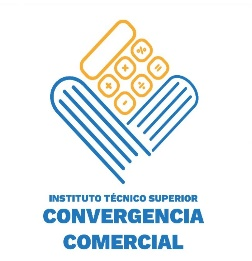 INSTITUTO TÉCNICO SUPERIOR
CONVERGENCIA
COMERCIAL